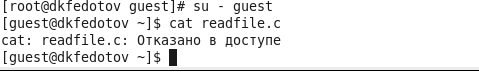 [root@dkfedotov guest]# su - guest
[guest@dkfedotov ~]$ cat readfile.c
cat: readfile.c: Отказано в доступе
[guest@dkfedotov ~]$